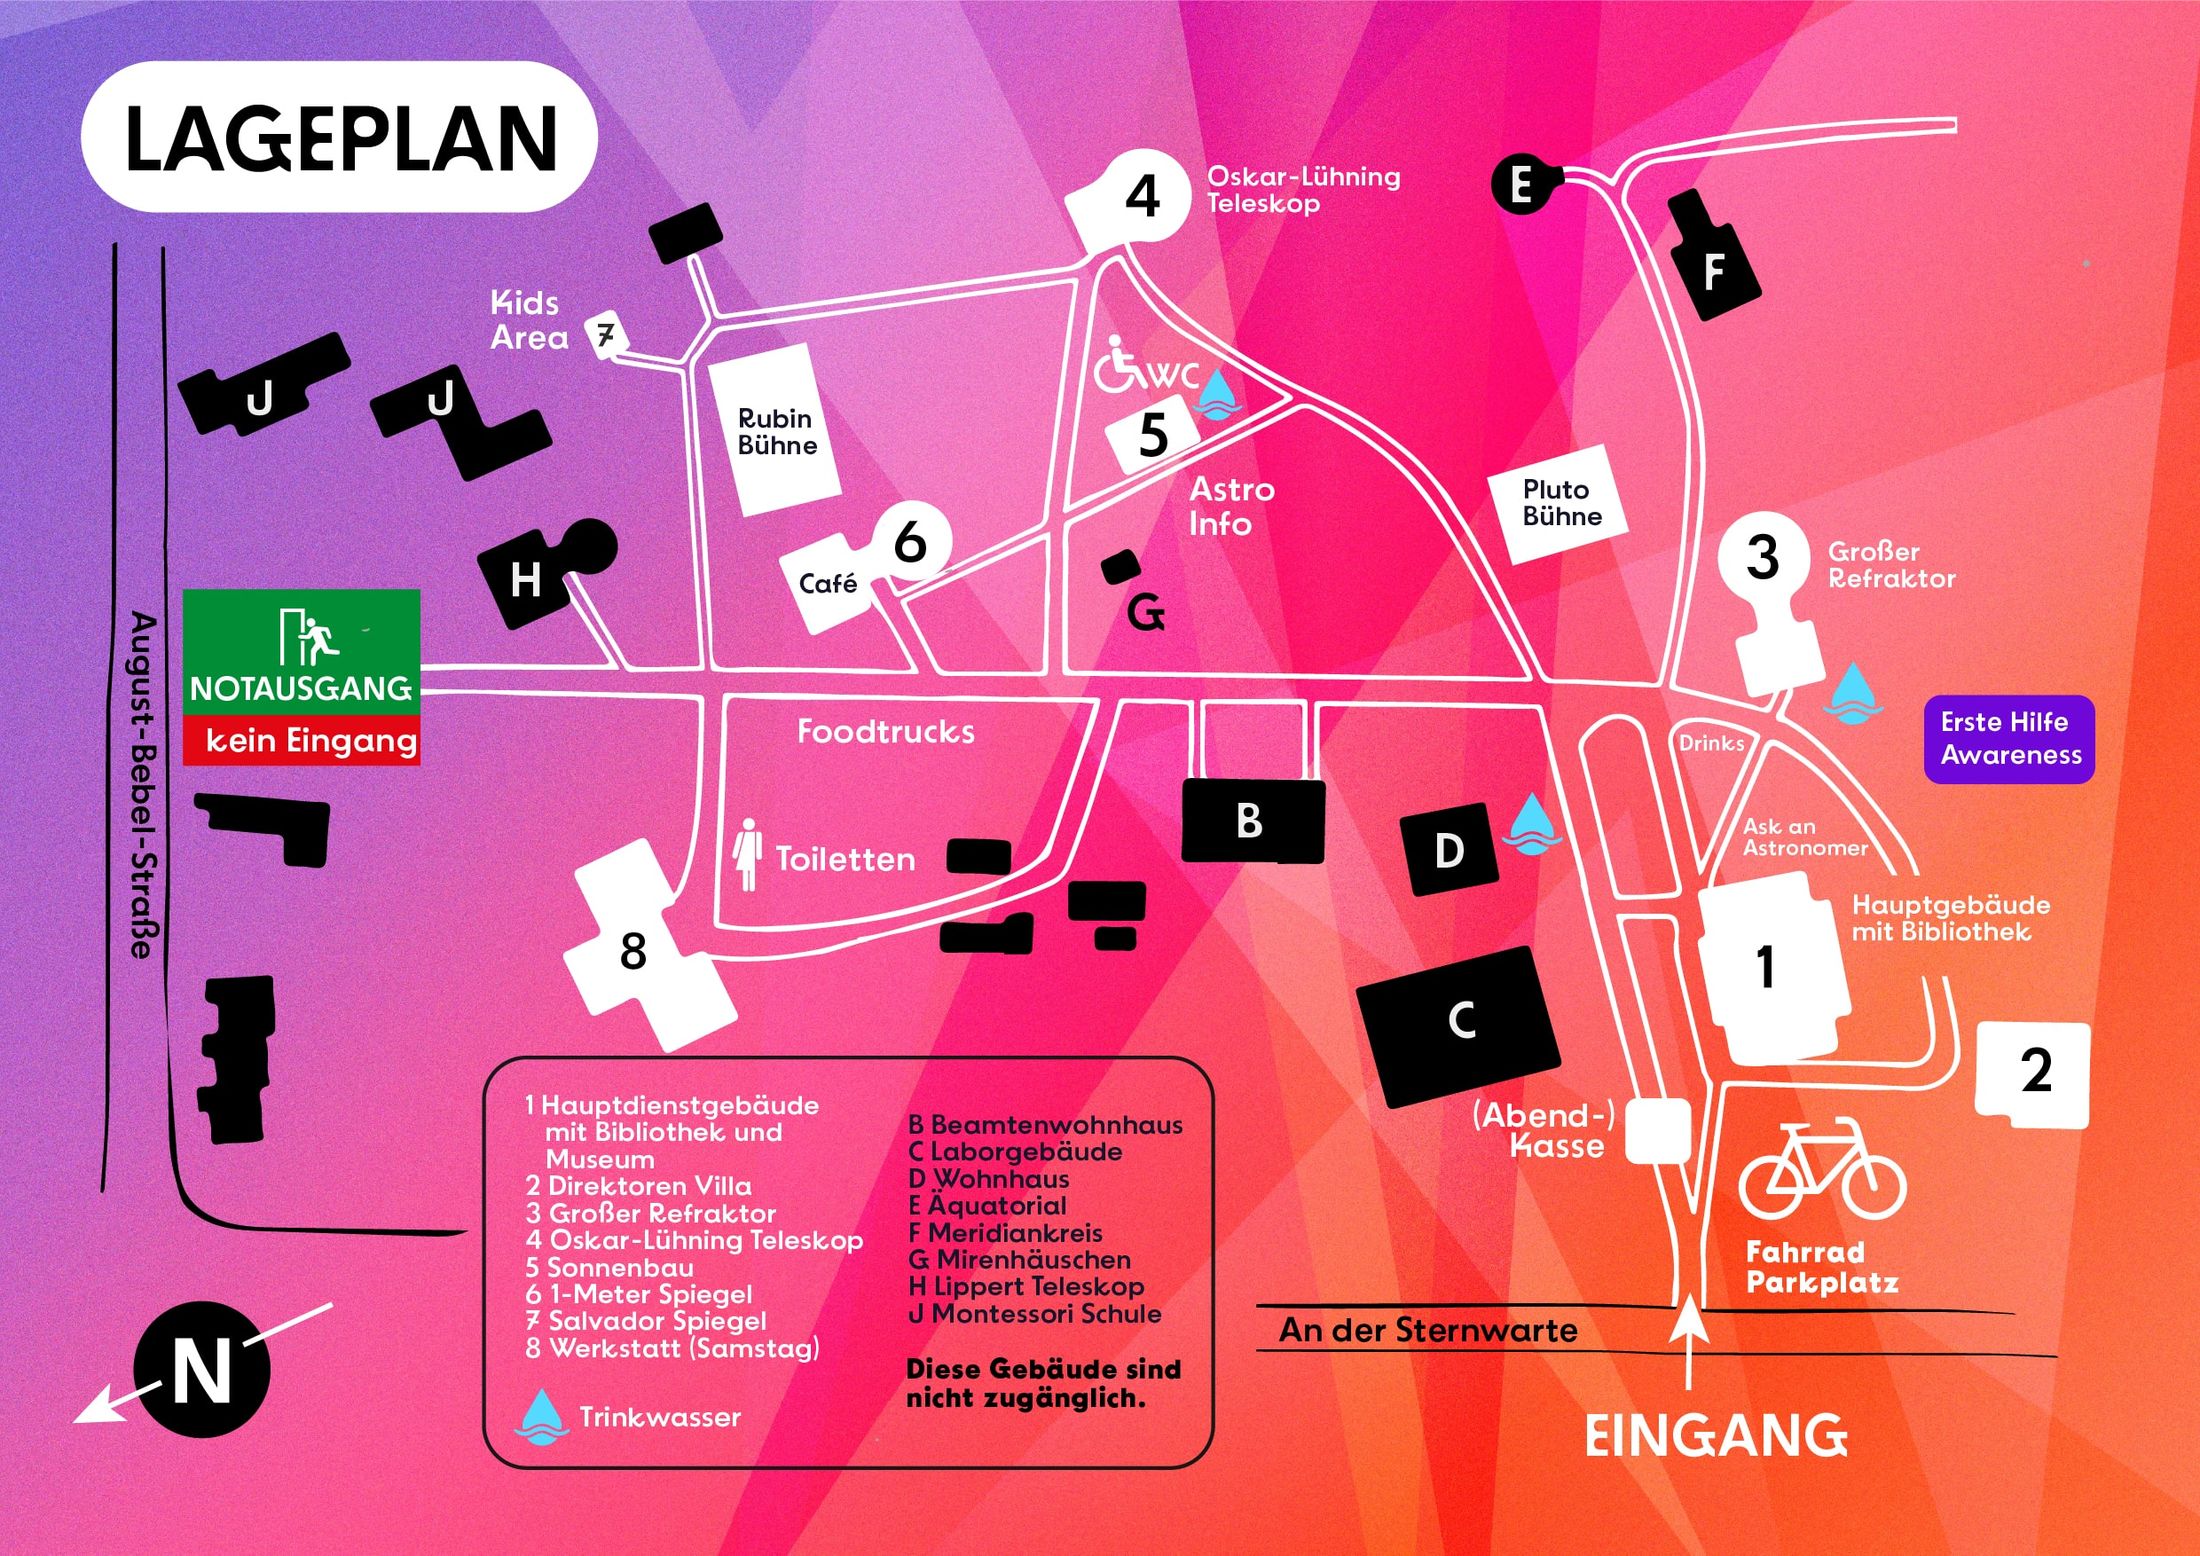 LAGEPLAN
4
Oskar-Lühning
Teleskop
E
F
Kids
Area
7
J
J
Rubin
Bühne
WC
5
Astro
Info
Pluto
Bühne
3
Großer
Refraktor
6
Café
H
G
August-Bebel-Straße
NOTAUSGANG
kein Eingang
Foodtrucks
Drinks
Erste Hilfe
Awareness
B
D
Toiletten
Ask an
Astronomer
8
Hauptgebäude
mit Bibliothek
1
C
2
(Abend-)
Kasse
Fahrrad
Parkplatz
An der Sternwarte
EINGANG
N
1 Hauptdienstgebäude
mit Bibliothek und
Museum
2 Direktoren Villa
3 Großer Refraktor
4 Oskar-Lühning Teleskop
5 Sonnenbau
6 1-Meter Spiegel
7 Salvador Spiegel
8 Werkstatt (Samstag)
Trinkwasser
B Beamtenwohnhaus
C Laborgebäude
D Wohnhaus
E Äquatorial
F Meridiankreis
G Mirenhäuschen
H Lippert Teleskop
J Montessori Schule
Diese Gebäude sind
nicht zugänglich.